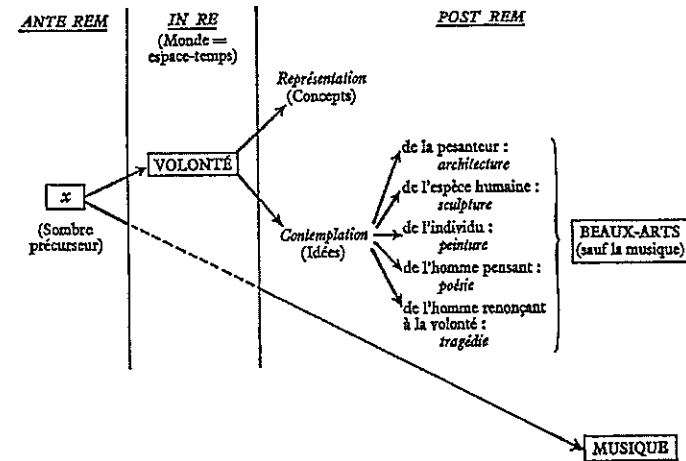 ANTE REM
IN RE
(Monde =
espace-temps)
POST REM
Représentation
(Concepts)
VOLONTÉ
x
(Sombre
précurseur)
Contemplation
(Idées)
de la pesanteur :
architecture
de l'espèce humaine :
sculpture
de l'individu :
peinture
de l'homme pensant :
poésie
de l'homme renonçant
à la volonté :
tragédie
BEAUX-ARTS
(sauf la musique)
MUSIQUE